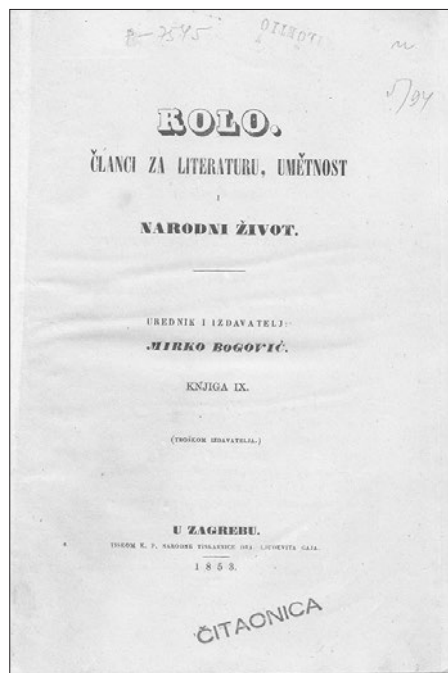 KOLO.
ČLANCI ZA LITERATURU, UMĚTNOST
I
NARODNI ŽIVOT.
UREDNIK I IZDAVATELJ:
MIRKO BOGOVIĆ.
KNJIGA IX.
(TROŠKOM IZDAVATELJA.)
U ZAGREBU.
TISKOM K. P. NARODNE TISKARNICE DRA. LJUDEVITA GAJA.
1853.
ČITAONICA